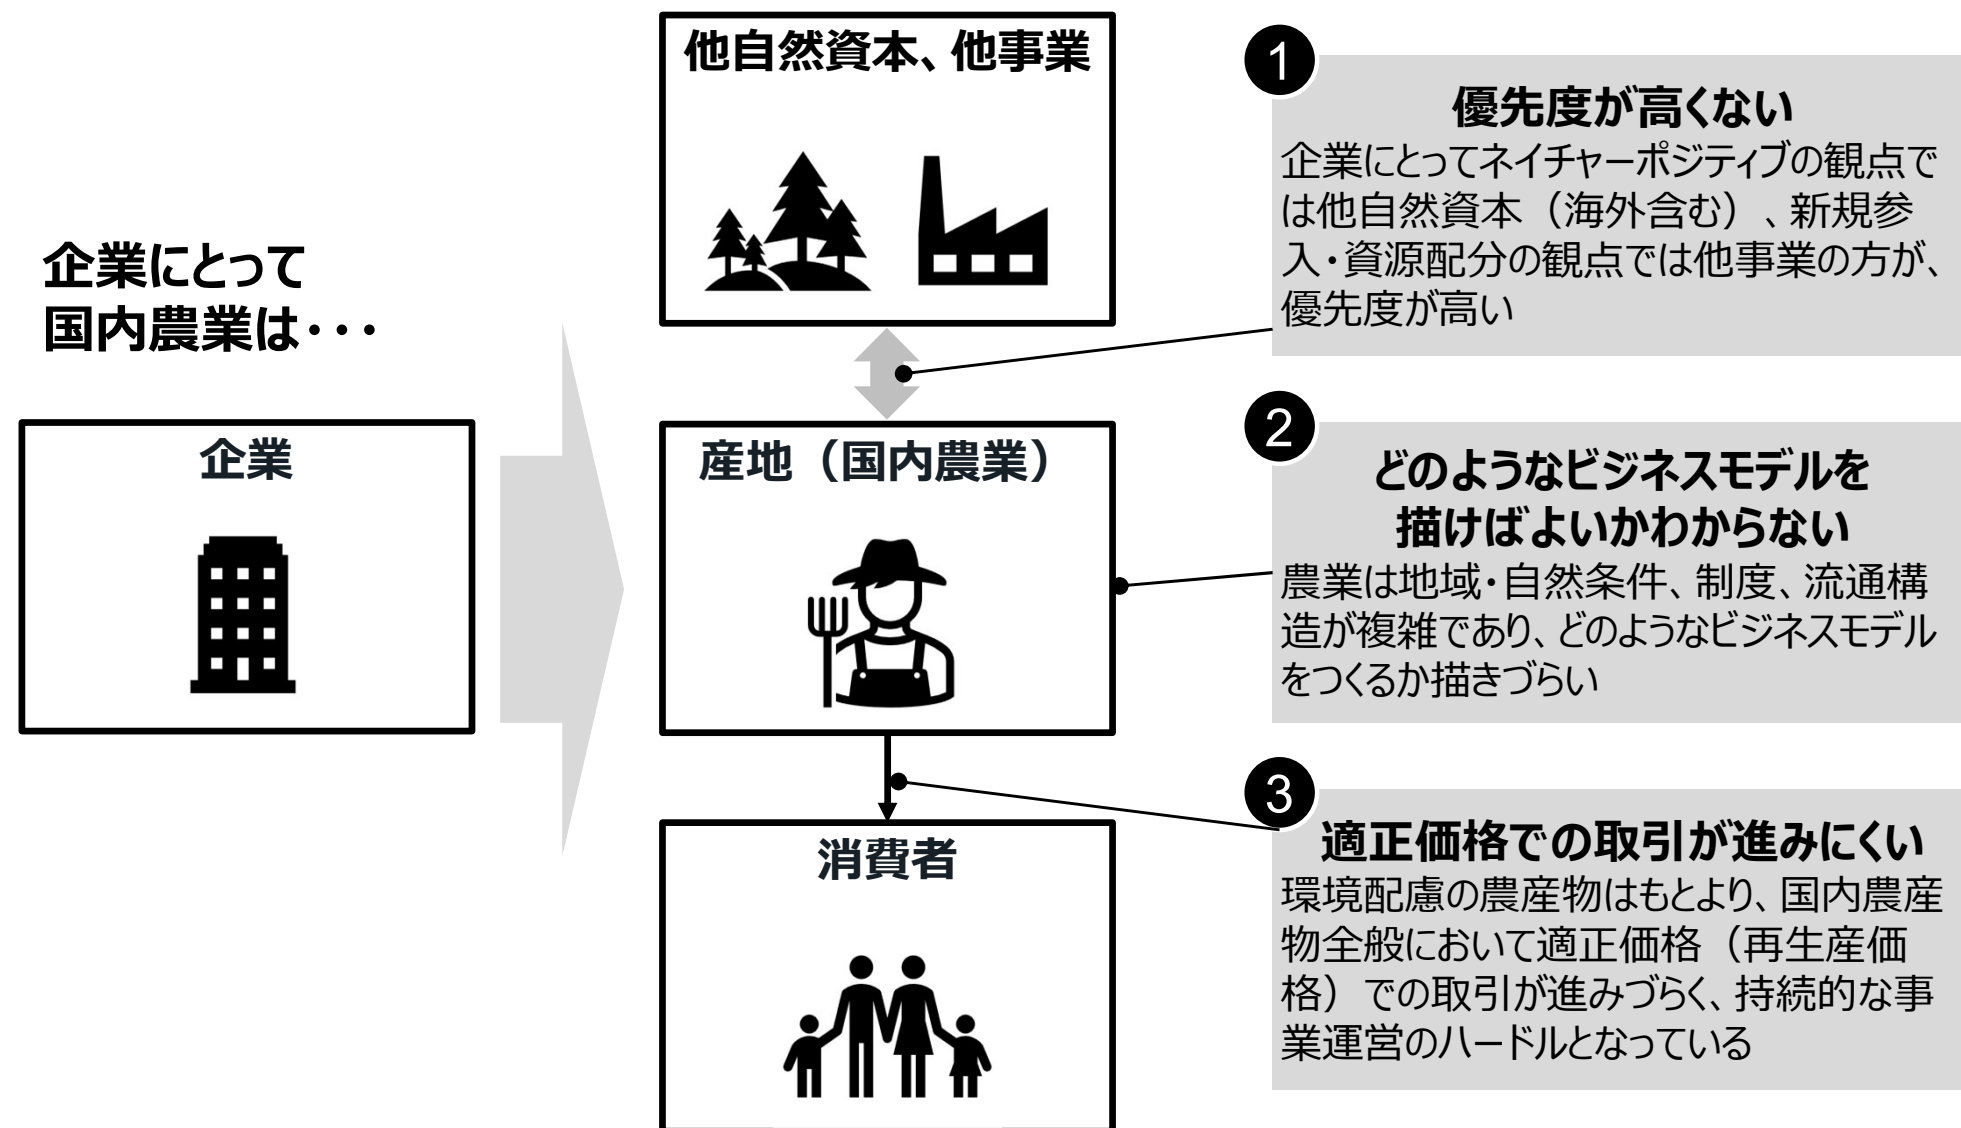 企業にとって
国内農業は・・・
企業
他自然資本、他事業
産地（国内農業）
消費者
1
優先度が高くない
企業にとってネイチャーポジティブの観点で
は他自然資本（海外含む）、新規参
入・資源配分の観点では他事業の方が、
優先度が高い
2
どのようなビジネスモデルを
描けばよいかわからない
農業は地域・自然条件、制度、流通構
造が複雑であり、どのようなビジネスモデル
をつくるか描きづらい
3
適正価格での取引が進みにくい
環境配慮の農産物はもとより、国内農産
物全般において適正価格（再生産価
格）での取引が進みづらく、持続的な事
業運営のハードルとなっている